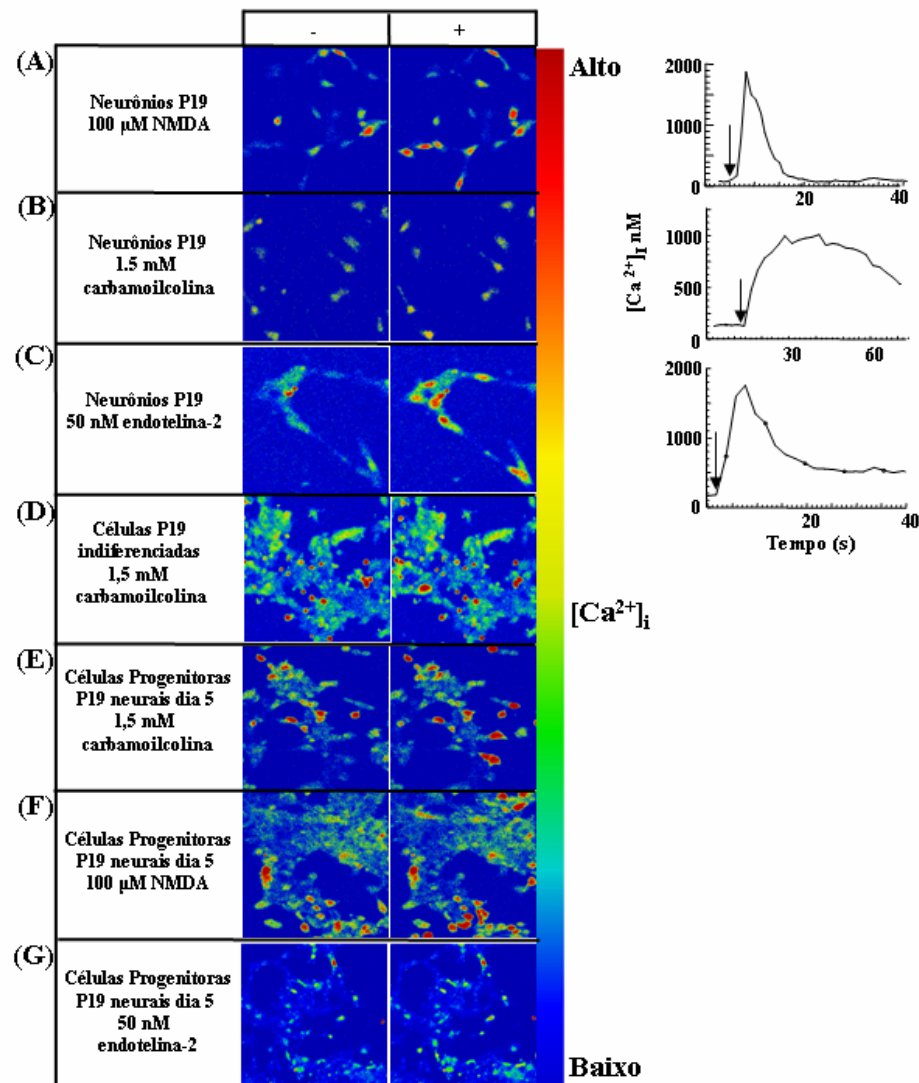 - +
(A)
Neurônios P19
100 µM NMDA
(B)
Neurônios P19
1.5 mM
carbamoilcolina
(C)
Neurônios P19
50 nM endotelina-2
(D)
Células P19
indiferenciadas
1,5 mM
carbamoilcolina
(E)
Células Progenitoras
P19 neurais dia 5
1,5 mM
carbamoilcolina
(F)
Células Progenitoras
P19 neurais dia 5
100 µM NMDA
(G)
Células Progenitoras
P19 neurais dia 5
50 nM
endotelina-2
Alto
[Ca²⁺]i
Baixo
[Ca ²⁺]I nM
2000
1000
0
20 40
1000
500
0
30 60
2000
1000
0
20 40
Tempo (s)